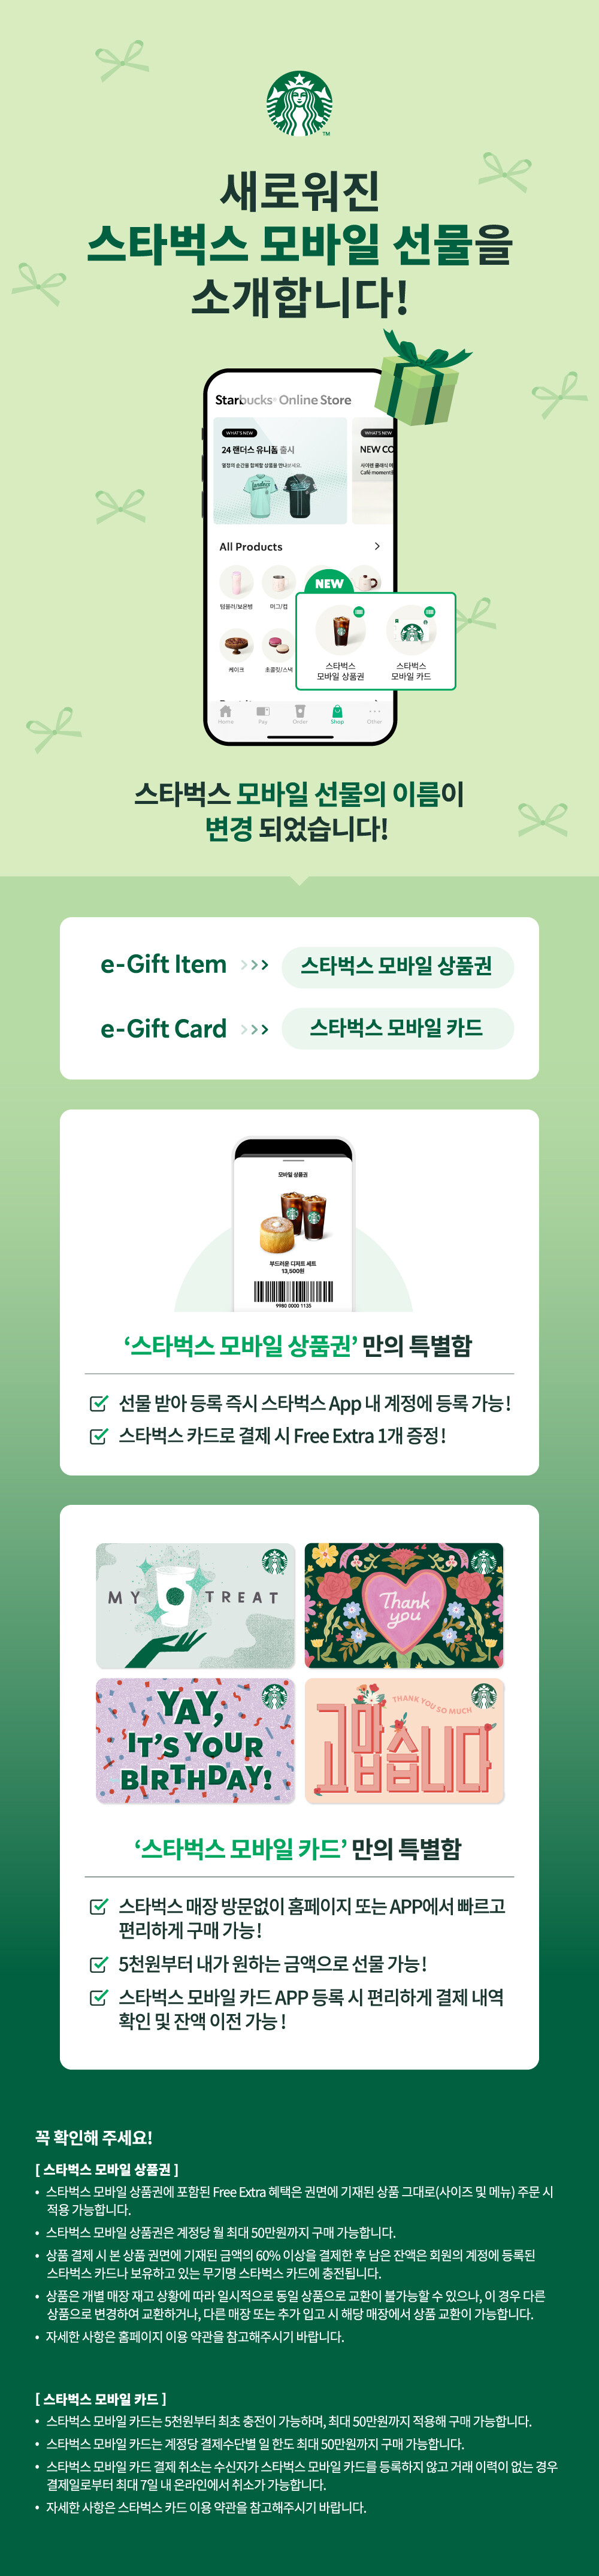 TM
새로워진
스타벅스 모바일 선물을
소개합니다!
Starbucks® Online Store
WHAT'S NEW
24 랜더스 유니폼 출시
열정의 순간을 함께할 상품을 만나보세요.
WHAT'S NEW
NEW CO
Café moment
All Products
텀블러/보온병
머그/컵
NEW
케이크
초콜릿/스낵
스타벅스
모바일 상품권
스타벅스
모바일 카드
Home
Pay
Order
Shop
Other
스타벅스 모바일 선물의 이름이
변경 되었습니다!
e-Gift Item
스타벅스 모바일 상품권
e-Gift Card
스타벅스 모바일 카드
모바일 상품권
부드러운 디저트 세트
13,500원
9980 0000 1135
‘스타벅스 모바일 상품권’ 만의 특별함
선물 받아 등록 즉시 스타벅스 App 내 계정에 등록 가능!
스타벅스 카드로 결제 시 Free Extra 1개 증정!
MY TREAT
Thank
you
YAY,
IT'S YOUR
BIRTHDAY!
THANK YOU SO MUCH
고맙습니다
‘스타벅스 모바일 카드’ 만의 특별함
스타벅스 매장 방문없이 홈페이지 또는 APP에서 빠르고
편리하게 구매 가능!
5천원부터 내가 원하는 금액으로 선물 가능!
스타벅스 모바일 카드 APP 등록 시 편리하게 결제 내역
확인 및 잔액 이전 가능!
꼭 확인해 주세요!
[ 스타벅스 모바일 상품권 ]
• 스타벅스 모바일 상품권에 포함된 Free Extra 혜택은 권면에 기재된 상품 그대로(사이즈 및 메뉴) 주문 시
적용 가능합니다.
• 스타벅스 모바일 상품권은 계정당 월 최대 50만원까지 구매 가능합니다.
• 상품 결제 시 본 상품 권면에 기재된 금액의 60% 이상을 결제한 후 남은 잔액은 회원의 계정에 등록된
스타벅스 카드나 보유하고 있는 무기명 스타벅스 카드에 충전됩니다.
• 상품은 개별 매장 재고 상황에 따라 일시적으로 동일 상품으로 교환이 불가능할 수 있으나, 이 경우 다른
상품으로 변경하여 교환하거나, 다른 매장 또는 추가 입고 시 해당 매장에서 상품 교환이 가능합니다.
• 자세한 사항은 홈페이지 이용 약관을 참고해주시기 바랍니다.
[ 스타벅스 모바일 카드 ]
• 스타벅스 모바일 카드는 5천원부터 최초 충전이 가능하며, 최대 50만원까지 적용해 구매 가능합니다.
• 스타벅스 모바일 카드는 계정당 결제수단별 일 한도 최대 50만원까지 구매 가능합니다.
• 스타벅스 모바일 카드 결제 취소는 수신자가 스타벅스 모바일 카드를 등록하지 않고 거래 이력이 없는 경우
결제일로부터 최대 7일 내 온라인에서 취소가 가능합니다.
• 자세한 사항은 스타벅스 카드 이용 약관을 참고해주시기 바랍니다.